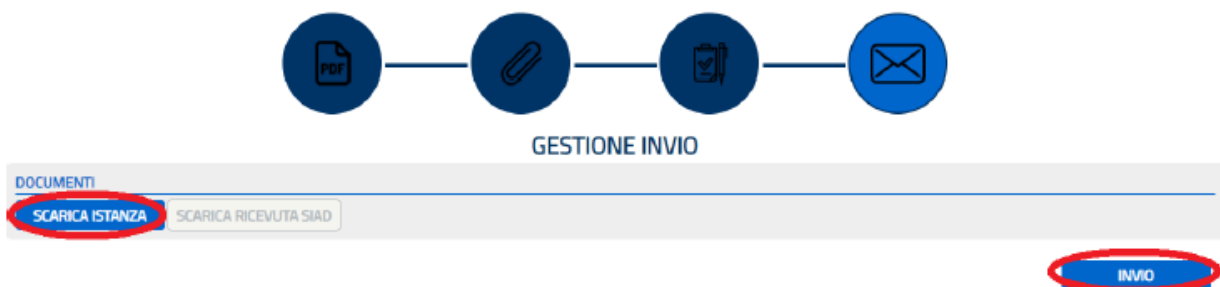 PDF
GESTIONE INVIO
DOCUMENTI
SCARICA ISTANZA SCARICA RICEVUTA SIAD
INVIO